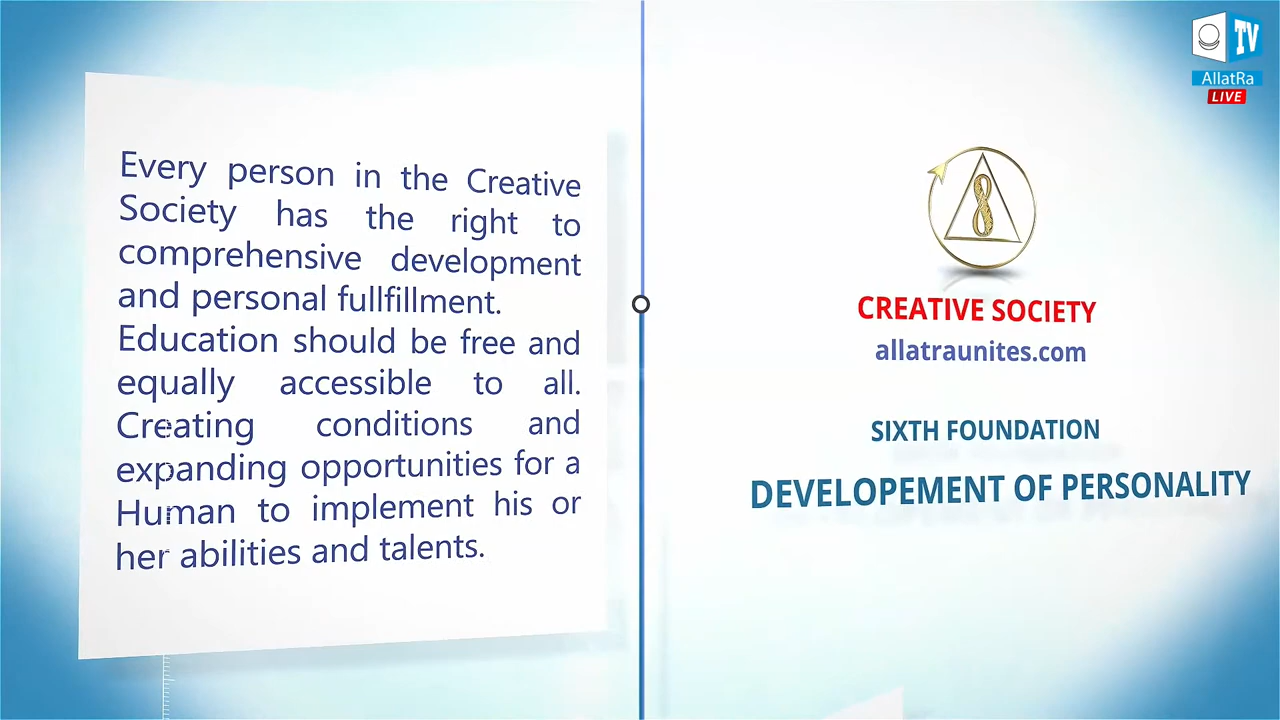 Every person in the Creative
Society has the right to
comprehensive development
and personal fullfillment.
Education should be free and
equally accessible to all.
Creating conditions and
expanding opportunities for a
Human to implement his or
her abilities and talents.
TV
AllatRa
LIVE
CREATIVE SOCIETY
allatraunites.com
SIXTH FOUNDATION
DEVELOPEMENT OF PERSONALITY